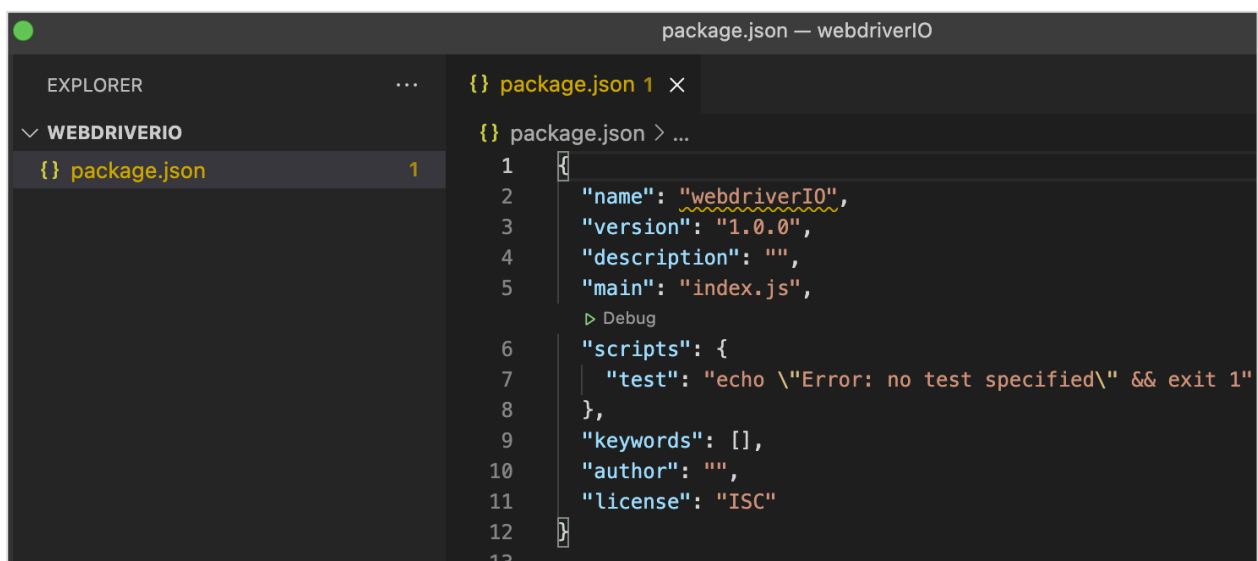 package.json — webdriverIO
EXPLORER ...
WEBDRIVERIO
{} package.json 1
{} package.json 1 ×
{} package.json > ...
1 {
2 "name": "webdriverIO",
3 "version": "1.0.0",
4 "description": "",
5 "main": "index.js",
Debug
6 "scripts": {
7 "test": "echo \"Error: no test specified\" && exit 1"
8 },
9 "keywords": [],
10 "author": "",
11 "license": "ISC"
12 }
13